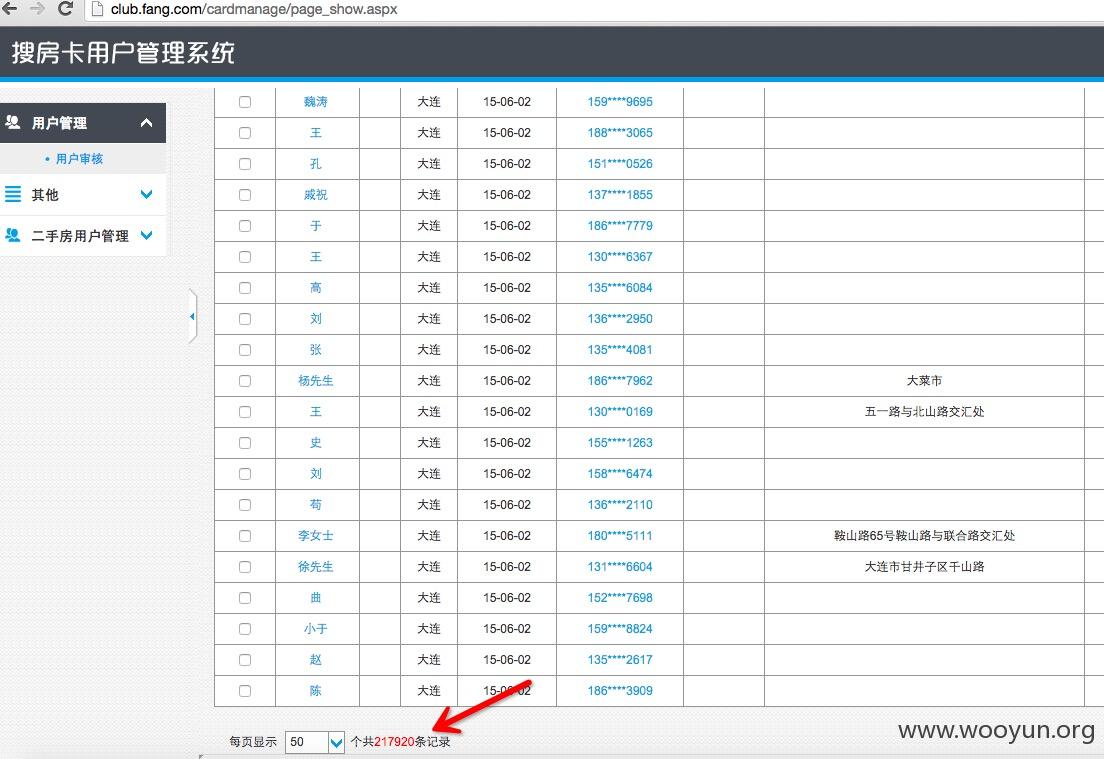 club.fang.com/cardmanage/page_show.aspx
搜房卡用户管理系统
用户管理
• 用户审核
其他
二手房用户管理
魏涛 大连 15-06-02 159****9695
王 大连 15-06-02 188****3065
孔 大连 15-06-02 151****0526
戚祝 大连 15-06-02 137****1855
于 大连 15-06-02 186****7779
王 大连 15-06-02 130****6367
高 大连 15-06-02 135****6084
刘 大连 15-06-02 136****2950
张 大连 15-06-02 135****4081
杨先生 大连 15-06-02 186****7962 大菜市
王 大连 15-06-02 130****0169 五一路与北山路交汇处
史 大连 15-06-02 155****1263
刘 大连 15-06-02 158****6474
苟 大连 15-06-02 136****2110
李女士 大连 15-06-02 180****5111 鞍山路65号鞍山路与联合路交汇处
徐先生 大连 15-06-02 131****6604 大连市甘井子区千山路
曲 大连 15-06-02 152****7698
小于 大连 15-06-02 159****8824
赵 大连 15-06-02 135****2617
陈 大连 15-06-02 186****3909
每页显示 50 个共217920条记录
www.wooyun.org